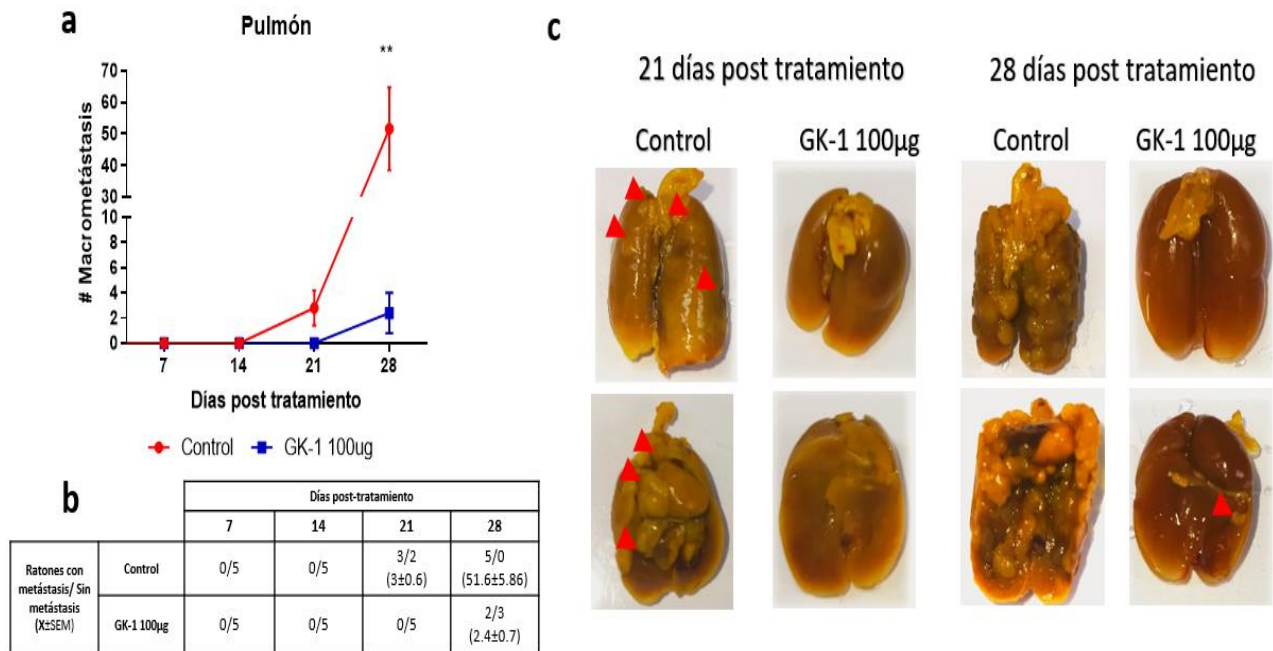 a
Pulmón
**
70
60
50
40
30
10
8
6
4
2
0
# Macrometástasis
7 14 21 28
Días post tratamiento
Control GK-1 100ug
b
Días post-tratamiento
7 14 21 28
Ratones con metástasis/ Sin metástasis (X±SEM)
Control 0/5 0/5 3/2 (3±0.6) 5/0 (51.6±5.86)
GK-1 100µg 0/5 0/5 0/5 2/3 (2.4±0.7)
c
21 días post tratamiento 28 días post tratamiento
Control GK-1 100µg Control GK-1 100µg